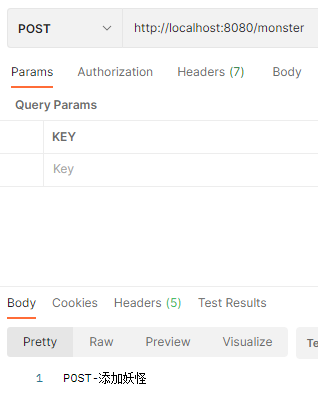 POST http://localhost:8080/monster
Params Authorization Headers (7) Body
Query Params
KEY
Key
Body Cookies Headers (5) Test Results
Pretty Raw Preview Visualize Te
1 POST-添加妖怪